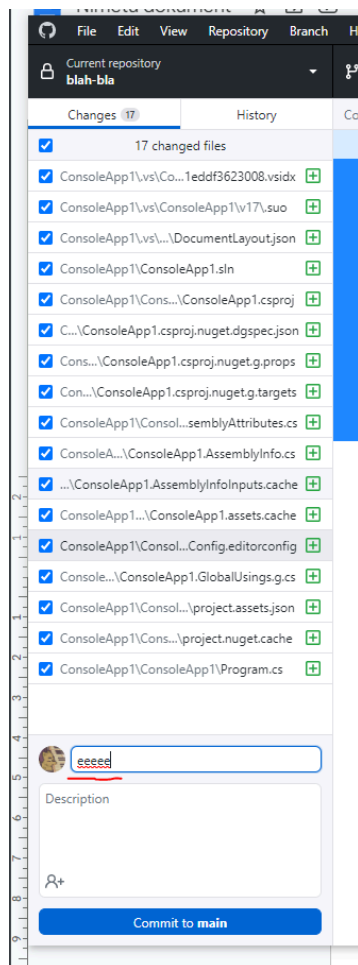 File Edit View Repository Branch H
Current repository
blah-bla
Changes 17 History Co
17 changed files
ConsoleApp1\.vs\Co...1eddf3623008.vsidx
ConsoleApp1\.vs\ConsoleApp1\v17\.suo
ConsoleApp1\.vs\...\DocumentLayout.json
ConsoleApp1\ConsoleApp1.sln
ConsoleApp1\Cons...\ConsoleApp1.csproj
C...\ConsoleApp1.csproj.nuget.dgspec.json
Cons...\ConsoleApp1.csproj.nuget.g.props
Con...\ConsoleApp1.csproj.nuget.g.targets
ConsoleApp1\Consol...semblyAttributes.cs
ConsoleA...\ConsoleApp1.AssemblyInfo.cs
...\ConsoleApp1.AssemblyInfoInputs.cache
ConsoleApp1...\ConsoleApp1.assets.cache
ConsoleApp1\Consol...Config.editorconfig
Console...\ConsoleApp1.GlobalUsings.g.cs
ConsoleApp1\Consol...\project.assets.json
ConsoleApp1\Cons...\project.nuget.cache
ConsoleApp1\ConsoleApp1\Program.cs
eeeee
Description
Commit to main